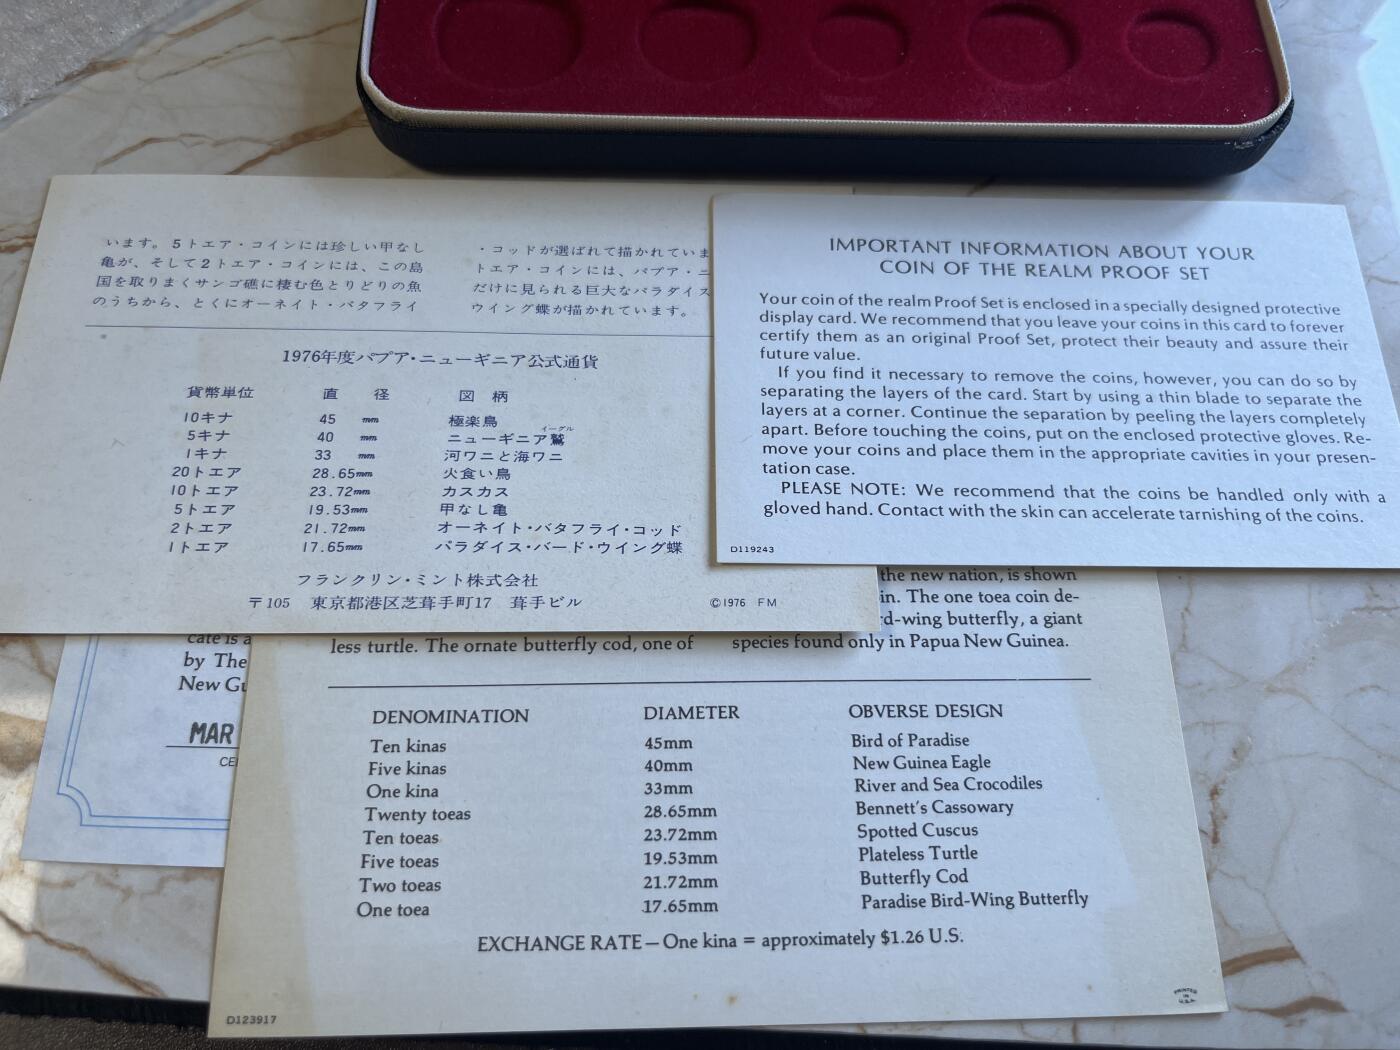 います。5トエア・コインには珍しい甲なし
亀が、そして2トエア・コインには、この島
国を取りまくサンゴ礁に棲む色とりどりの魚
のうちから、とくにオーネイト・バタフライ
・コッドが選ばれて描かれていま
トエア・コインには、パプア・ニ
だけに見られる巨大なパラダイス
ウイング蝶が描かれています。
1976年度パプア・ニューギニア公式通貨
貨幣単位 直 径 図 柄
10キナ 45 mm 極楽鳥
イーグル
5キナ 40 mm ニューギニア鷲
1キナ 33 mm 河ワニと海ワニ
20トエア 28.65mm 火食い鳥
10トエア 23.72mm カスカス
5トエア 19.53mm 甲なし亀
2トエア 21.72mm オーネイト・バタフライ・コッド
1トエア 17.65mm パラダイス・バード・ウイング蝶
フランクリン・ミント株式会社
〒105 東京都港区芝葺手町17 葺手ビル
©1976 FM
IMPORTANT INFORMATION ABOUT YOUR
COIN OF THE REALM PROOF SET
Your coin of the realm Proof Set is enclosed in a specially designed protective
display card. We recommend that you leave your coins in this card to forever
certify them as an original Proof Set, protect their beauty and assure their
future value.
If you find it necessary to remove the coins, however, you can do so by
separating the layers of the card. Start by using a thin blade to separate the
layers at a corner. Continue the separation by peeling the layers completely
apart. Before touching the coins, put on the enclosed protective gloves. Re-
move your coins and place them in the appropriate cavities in your presen-
tation case.
PLEASE NOTE: We recommend that the coins be handled only with a
gloved hand. Contact with the skin can accelerate tarnishing of the coins.
D119243
cate is a
by The
New Gu
MAR
CE
less turtle. The ornate butterfly cod, one of
the new nation, is shown
in. The one toea coin de-
rd-wing butterfly, a giant
species found only in Papua New Guinea.
DENOMINATION DIAMETER OBVERSE DESIGN
Ten kinas 45mm Bird of Paradise
Five kinas 40mm New Guinea Eagle
One kina 33mm River and Sea Crocodiles
Twenty toeas 28.65mm Bennett's Cassowary
Ten toeas 23.72mm Spotted Cuscus
Five toeas 19.53mm Plateless Turtle
Two toeas 21.72mm Butterfly Cod
One toea 17.65mm Paradise Bird-Wing Butterfly
EXCHANGE RATE—One kina = approximately $1.26 U.S.
D123917
PRINTED
IN
U.S.A.